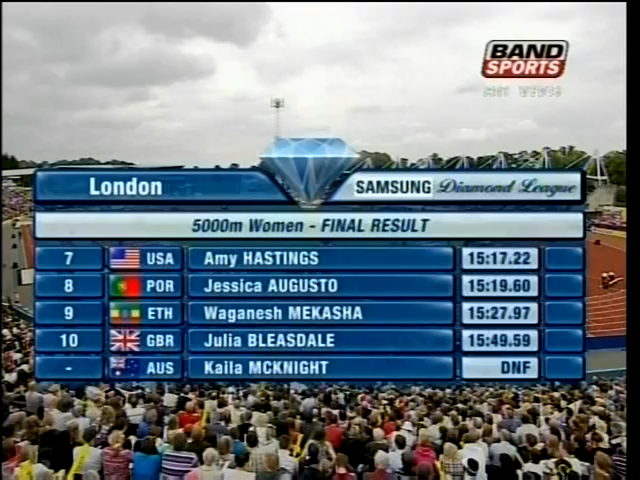 BAND
SPORTS
London
SAMSUNG Diamond League
5000m Women - FINAL RESULT
7 USA Amy HASTINGS 15:17.22
8 POR Jessica AUGUSTO 15:19.60
9 ETH Waganesh MEKASHA 15:27.97
10 GBR Julia BLEASDALE 15:49.59
- AUS Kaila MCKNIGHT DNF